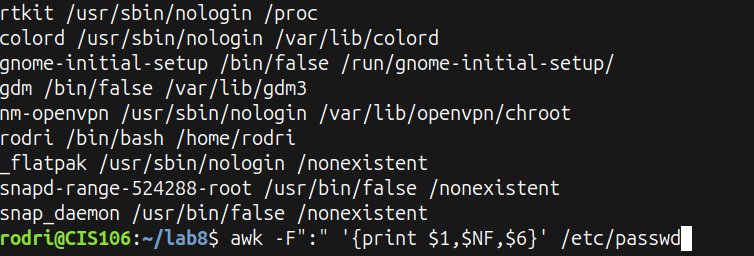 rtkit /usr/sbin/nologin /proc
colord /usr/sbin/nologin /var/lib/colord
gnome-initial-setup /bin/false /run/gnome-initial-setup/
gdm /bin/false /var/lib/gdm3
nm-openvpn /usr/sbin/nologin /var/lib/openvpn/chroot
rodri /bin/bash /home/rodri
_flatpak /usr/sbin/nologin /nonexistent
snapd-range-524288-root /usr/bin/false /nonexistent
snap_daemon /usr/bin/false /nonexistent
rodri@CIS106:~/lab8$ awk -F":" '{print $1,$NF,$6}' /etc/passwd